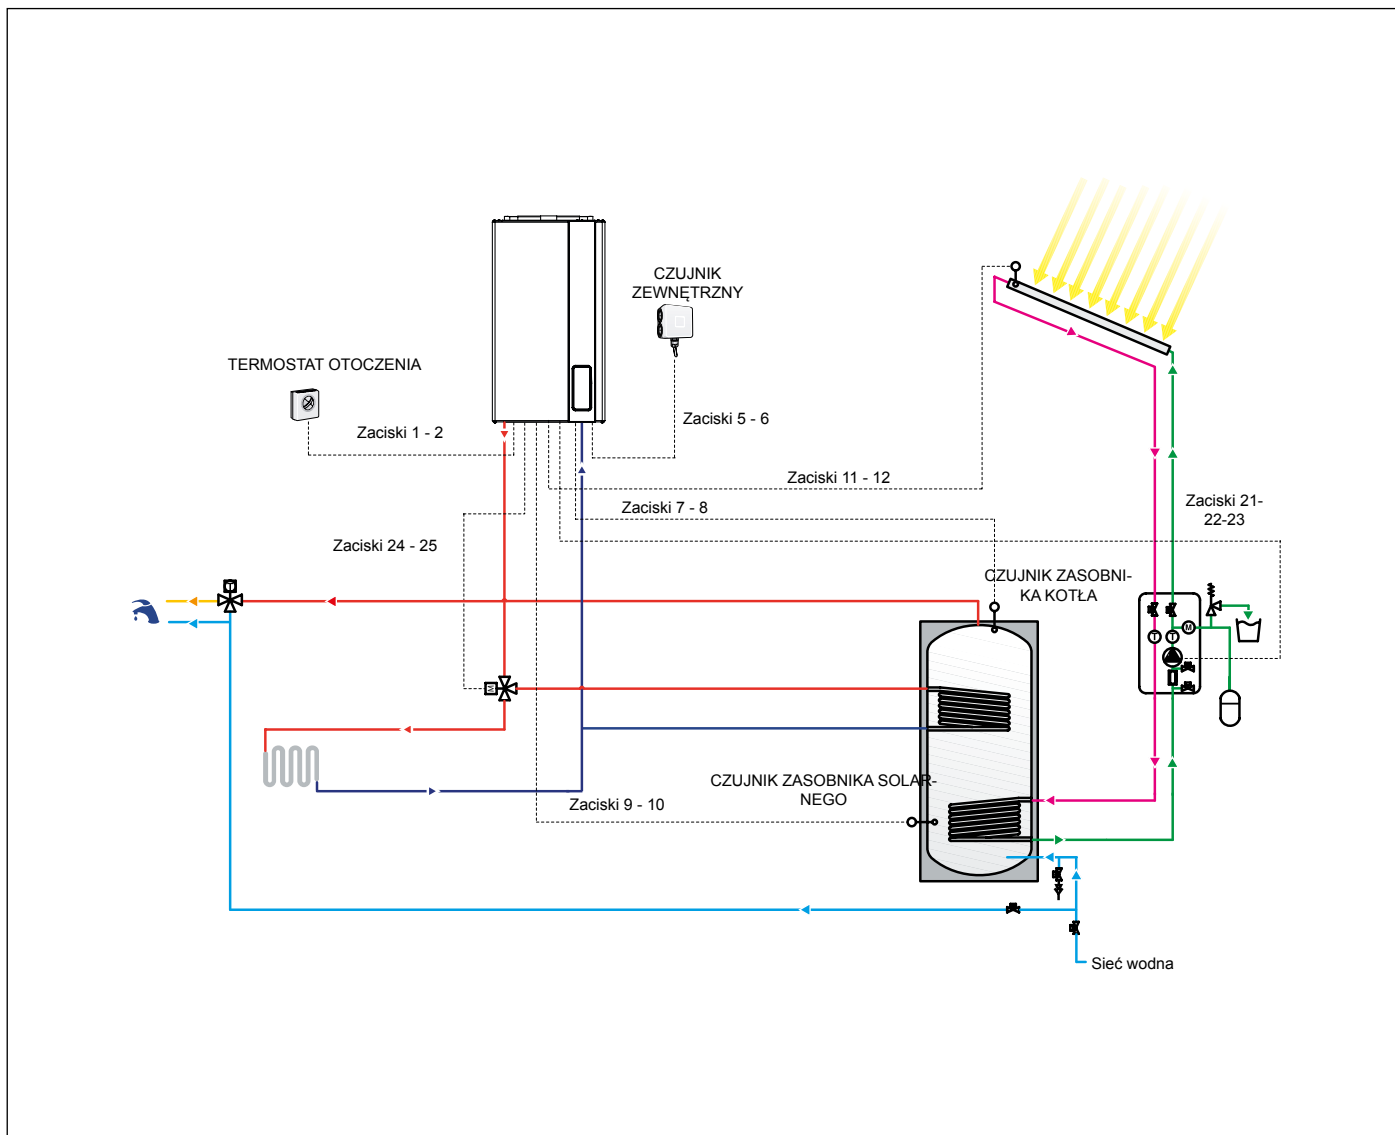 CZUJNIK
ZEWNĘTRZNY
TERMOSTAT OTOCZENIA
Zaciski 1 - 2
Zaciski 5 - 6
Zaciski 11 - 12
Zaciski 7 - 8
Zaciski 21-
22-23
Zaciski 24 - 25
CZUJNIK ZASOBNI-
KA KOTŁA
T
M
T
T
M
CZUJNIK ZASOBNIKA SOLAR-
NEGO
Zaciski 9 - 10
Sieć wodna